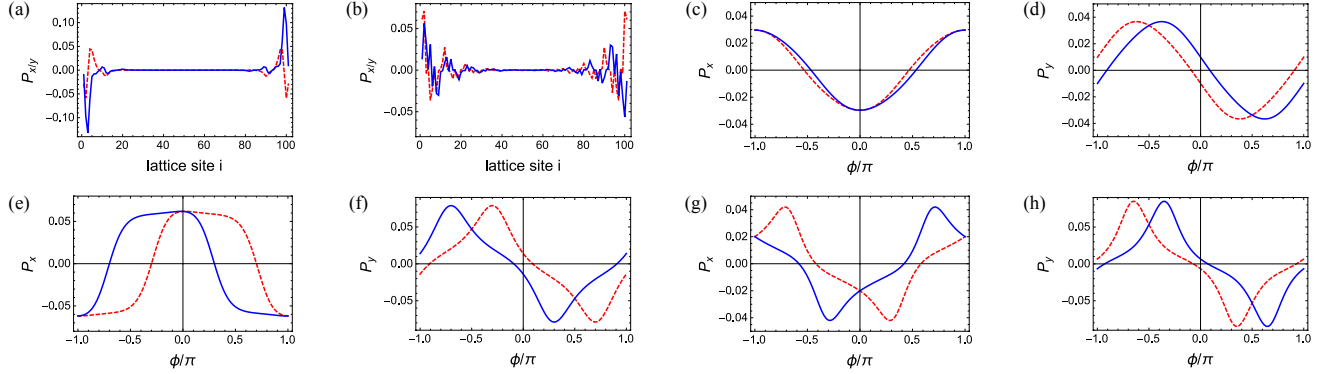 (a)
0.10
0.05
0.00
−0.05
−0.10
P_{x/y}
0 20 40 60 80 100
lattice site i
(b)
0.05
0.00
−0.05
P_{x/y}
0 20 40 60 80 100
lattice site i
(c)
0.04
0.02
0.00
−0.02
−0.04
P_x
−1.0 −0.5 0.0 0.5 1.0
ϕ/π
(d)
0.04
0.02
0.00
−0.02
−0.04
P_y
−1.0 −0.5 0.0 0.5 1.0
ϕ/π
(e)
0.05
0.00
−0.05
P_x
−1.0 −0.5 0.0 0.5 1.0
ϕ/π
(f)
0.05
0.00
−0.05
P_y
−1.0 −0.5 0.0 0.5 1.0
ϕ/π
(g)
0.04
0.02
0.00
−0.02
−0.04
P_x
−1.0 −0.5 0.0 0.5 1.0
ϕ/π
(h)
0.05
0.00
−0.05
P_y
−1.0 −0.5 0.0 0.5 1.0
ϕ/π